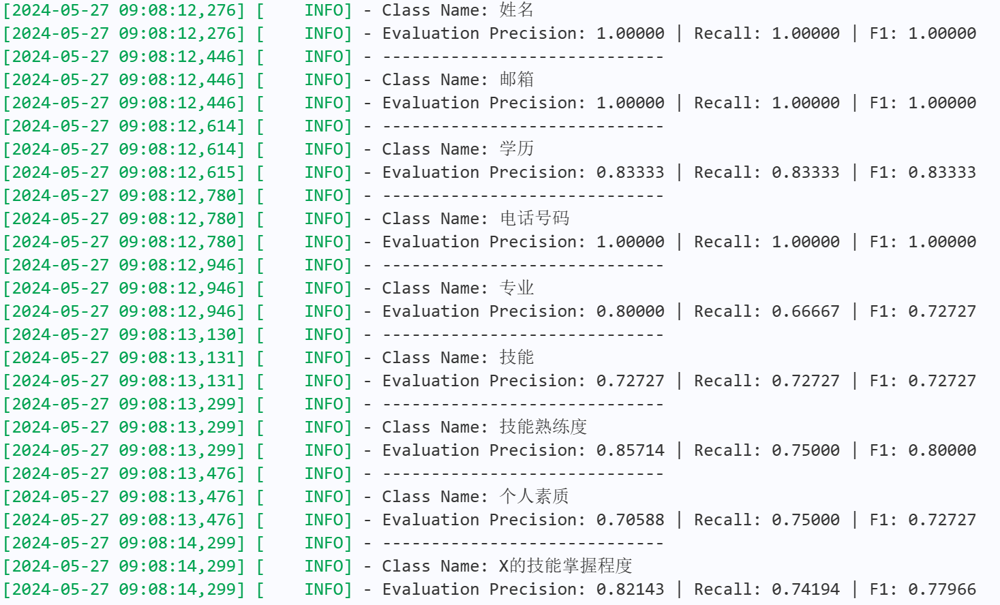 [2024-05-27 09:08:12,276] [    INFO] - Class Name: 姓名
[2024-05-27 09:08:12,276] [    INFO] - Evaluation Precision: 1.00000 | Recall: 1.00000 | F1: 1.00000
[2024-05-27 09:08:12,446] [    INFO] - -----------------------------
[2024-05-27 09:08:12,446] [    INFO] - Class Name: 邮箱
[2024-05-27 09:08:12,446] [    INFO] - Evaluation Precision: 1.00000 | Recall: 1.00000 | F1: 1.00000
[2024-05-27 09:08:12,614] [    INFO] - -----------------------------
[2024-05-27 09:08:12,614] [    INFO] - Class Name: 学历
[2024-05-27 09:08:12,615] [    INFO] - Evaluation Precision: 0.83333 | Recall: 0.83333 | F1: 0.83333
[2024-05-27 09:08:12,780] [    INFO] - -----------------------------
[2024-05-27 09:08:12,780] [    INFO] - Class Name: 电话号码
[2024-05-27 09:08:12,780] [    INFO] - Evaluation Precision: 1.00000 | Recall: 1.00000 | F1: 1.00000
[2024-05-27 09:08:12,946] [    INFO] - -----------------------------
[2024-05-27 09:08:12,946] [    INFO] - Class Name: 专业
[2024-05-27 09:08:12,946] [    INFO] - Evaluation Precision: 0.80000 | Recall: 0.66667 | F1: 0.72727
[2024-05-27 09:08:13,130] [    INFO] - -----------------------------
[2024-05-27 09:08:13,131] [    INFO] - Class Name: 技能
[2024-05-27 09:08:13,131] [    INFO] - Evaluation Precision: 0.72727 | Recall: 0.72727 | F1: 0.72727
[2024-05-27 09:08:13,299] [    INFO] - -----------------------------
[2024-05-27 09:08:13,299] [    INFO] - Class Name: 技能熟练度
[2024-05-27 09:08:13,299] [    INFO] - Evaluation Precision: 0.85714 | Recall: 0.75000 | F1: 0.80000
[2024-05-27 09:08:13,476] [    INFO] - -----------------------------
[2024-05-27 09:08:13,476] [    INFO] - Class Name: 个人素质
[2024-05-27 09:08:13,476] [    INFO] - Evaluation Precision: 0.70588 | Recall: 0.75000 | F1: 0.72727
[2024-05-27 09:08:14,299] [    INFO] - -----------------------------
[2024-05-27 09:08:14,299] [    INFO] - Class Name: X的技能掌握程度
[2024-05-27 09:08:14,299] [    INFO] - Evaluation Precision: 0.82143 | Recall: 0.74194 | F1: 0.77966